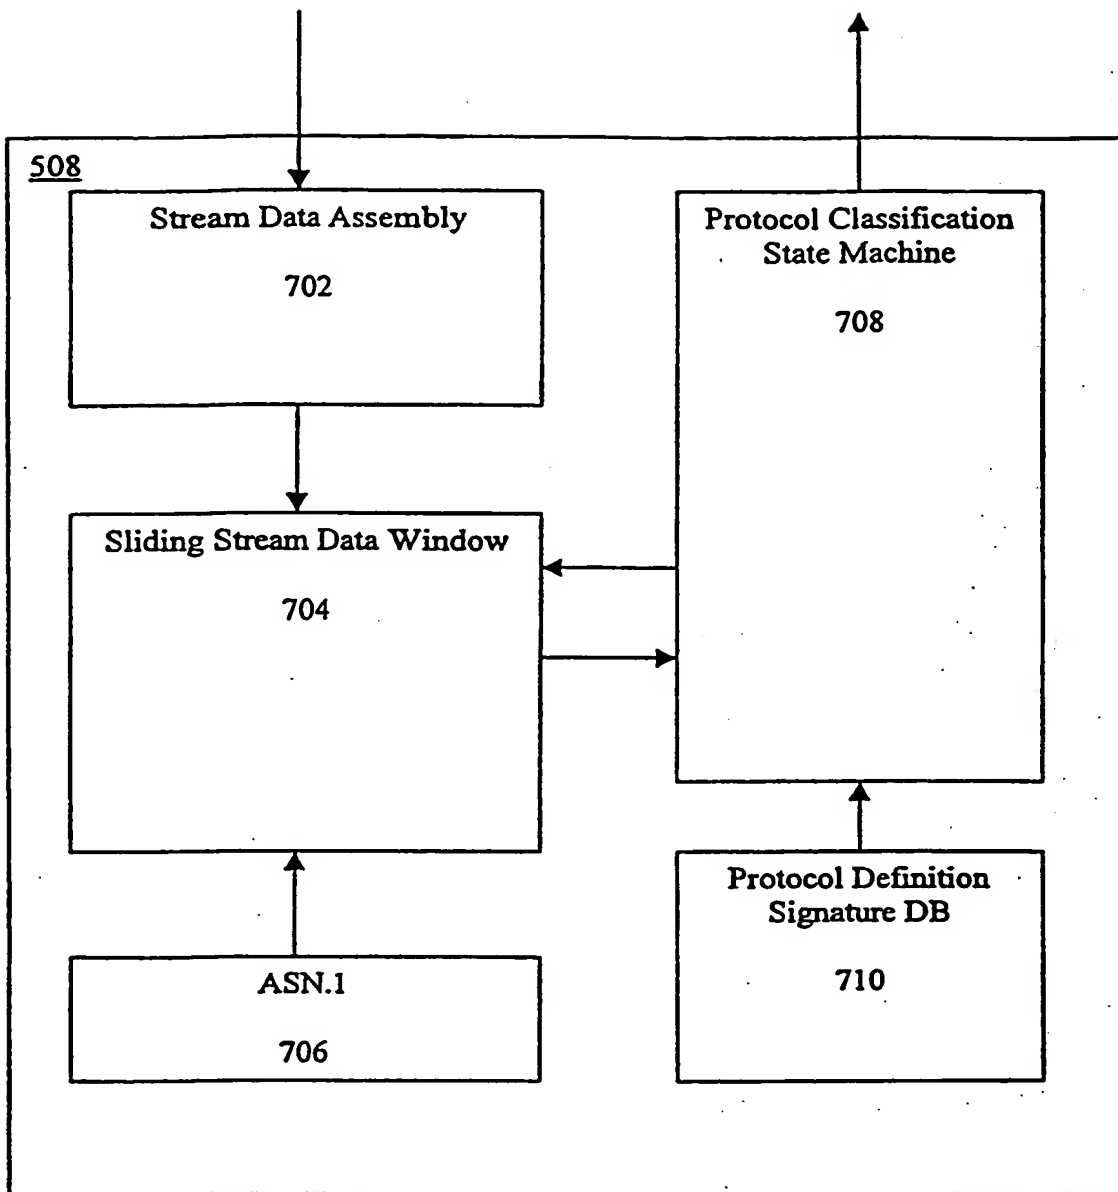 508
Stream Data Assembly
702
Protocol Classification
State Machine
708
Sliding Stream Data Window
704
Protocol Definition
Signature DB
710
ASN.1
706